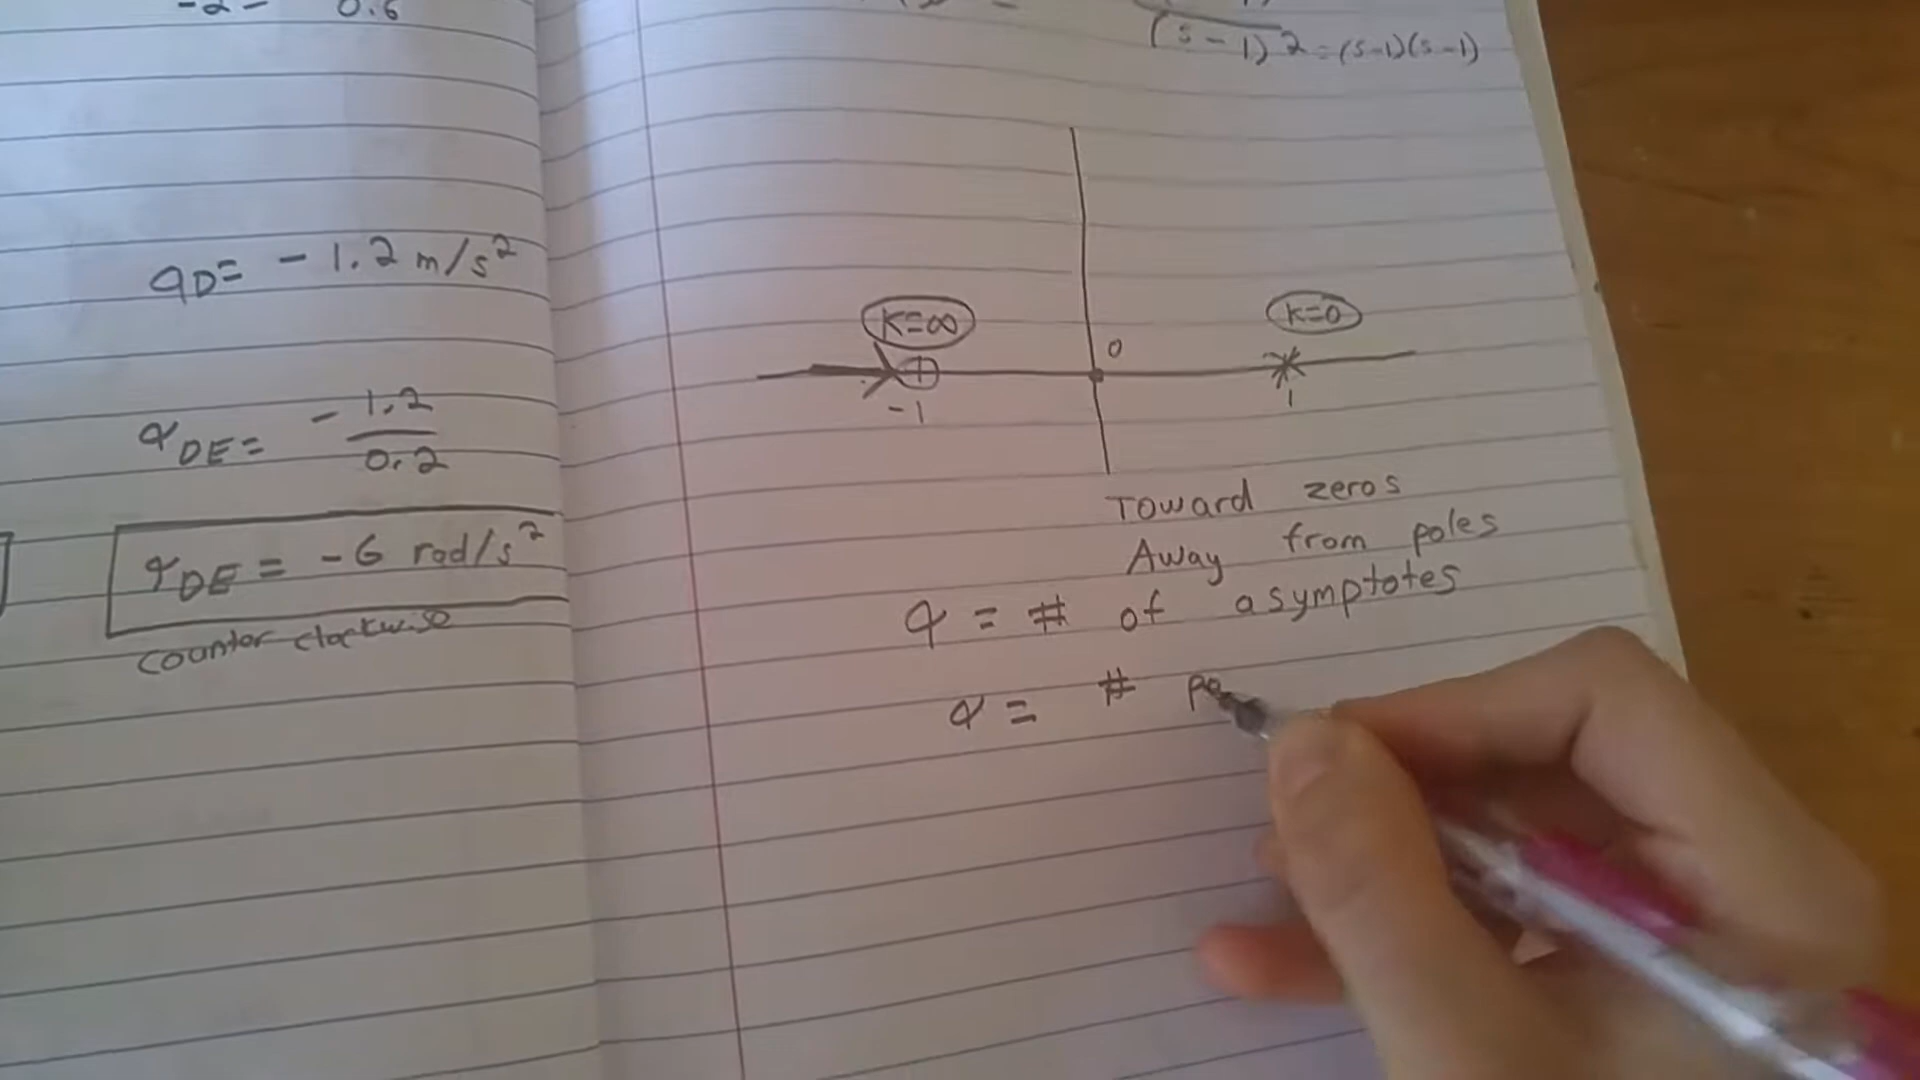 -2 = 0.6
(s-1)2=(s-1)(s-1)
aD= - 1.2 m/s²
αDE= - 1.2
0.2
αDE = -6 rad/s²
counter clockwise
K=∞
K=0
0
-1
1
Toward zeros
Away from poles
α = # of asymptotes
α = #